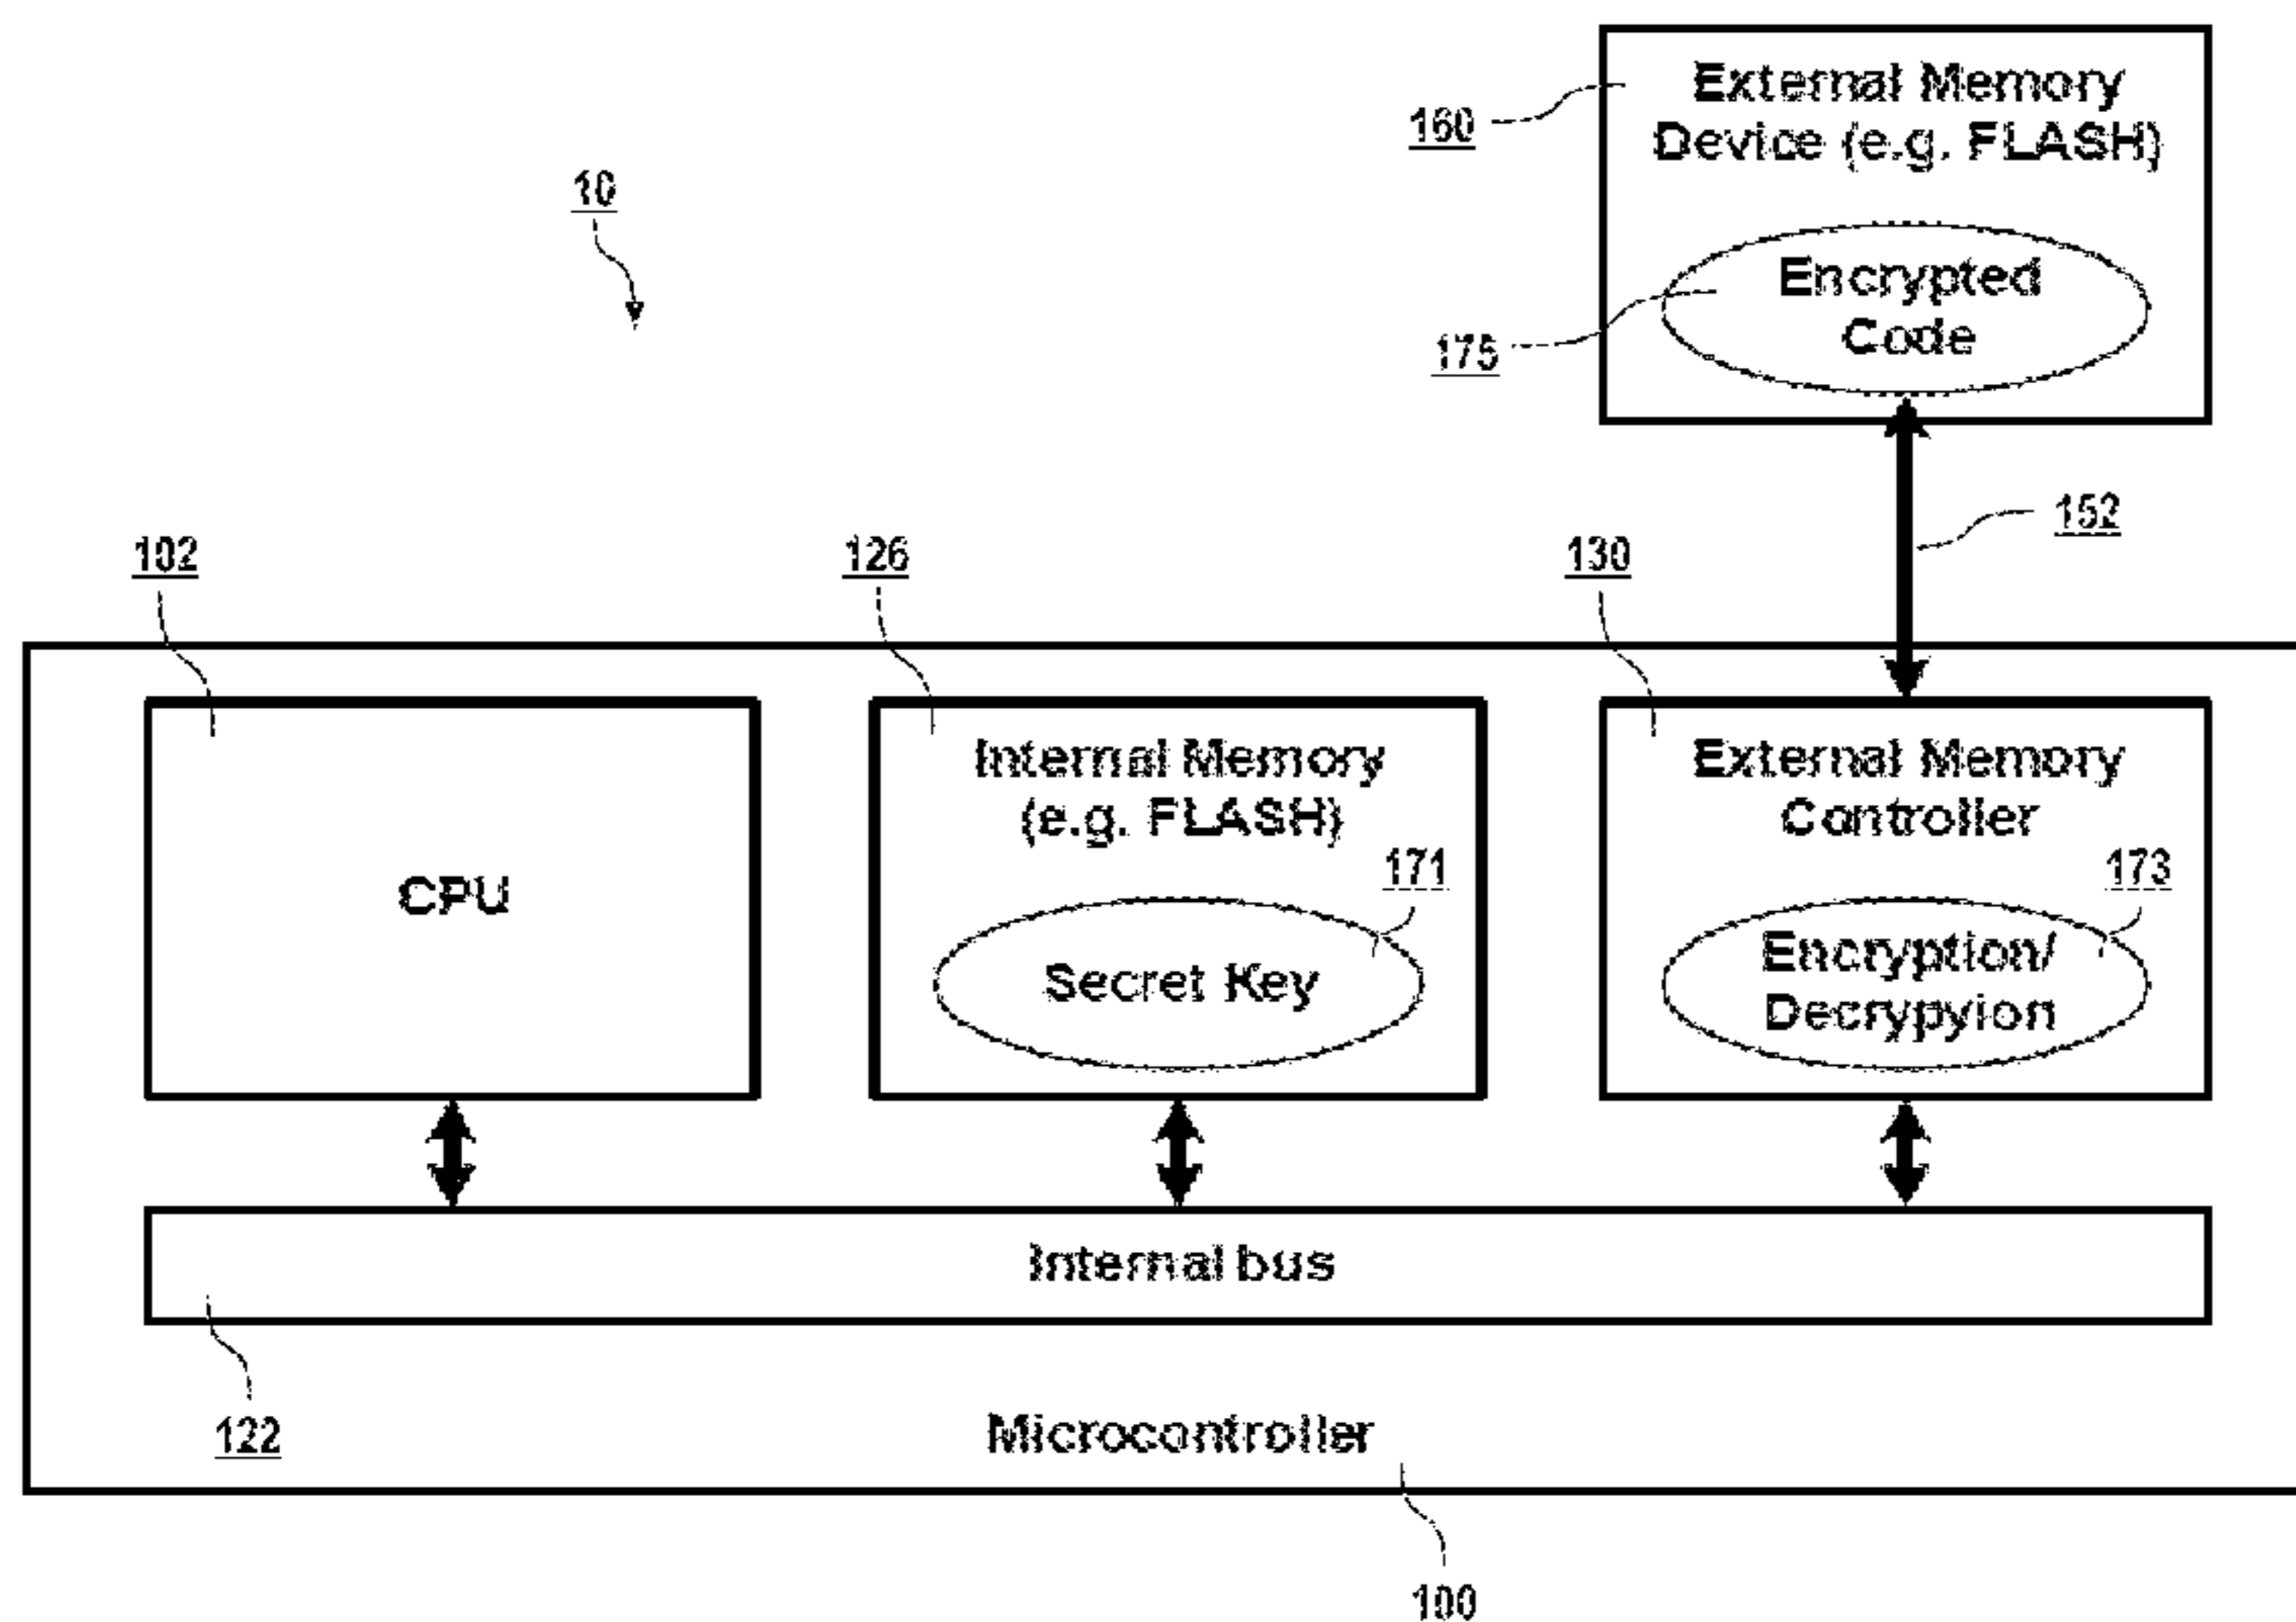 External Memory
Device (e.g. FLASH)
160
10
Encrypted
Code
175
152
102
126
130
Internal Memory
(e.g. FLASH)
External Memory
Controller
CPU
171
173
Secret Key
Encryption/
Decrypyion
Internal bus
122
Microcontroller
100